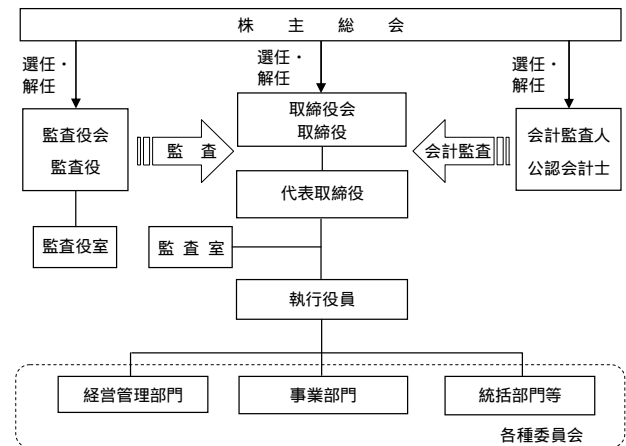 株 主 総 会
選任・
解任
選任・
解任
選任・
解任
監査役会
監査役
監 査
取締役会
取締役
会計監査
会計監査人
公認会計士
代表取締役
監査役室
監 査 室
執行役員
経営管理部門
事業部門
統括部門等
各種委員会